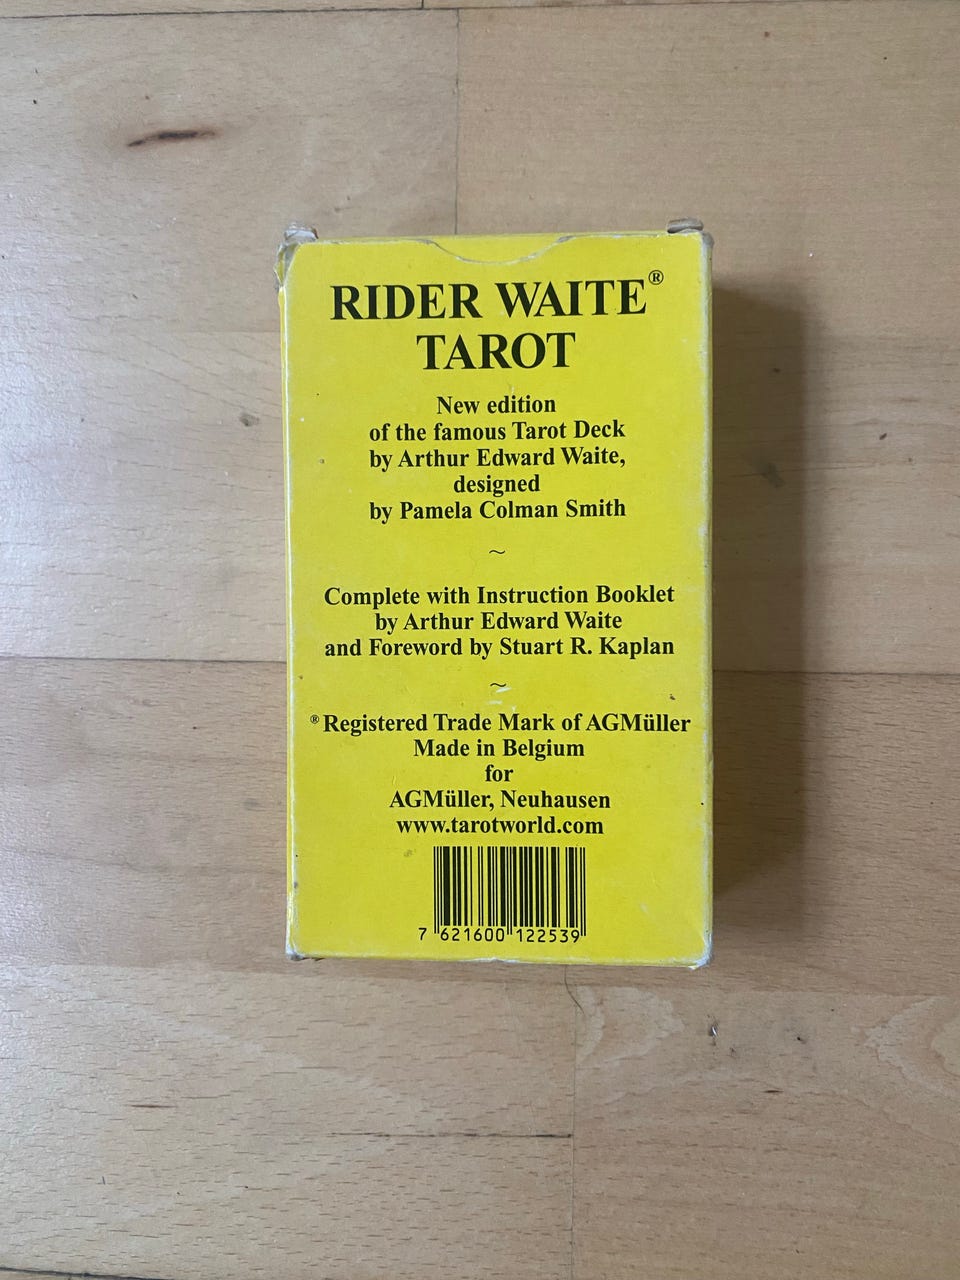 RIDER WAITE®
TAROT
New edition
of the famous Tarot Deck
by Arthur Edward Waite,
designed
by Pamela Colman Smith
~
Complete with Instruction Booklet
by Arthur Edward Waite
and Foreword by Stuart R. Kaplan
~
® Registered Trade Mark of AGMüller
Made in Belgium
for
AGMüller, Neuhausen
www.tarotworld.com
7 621600 122539